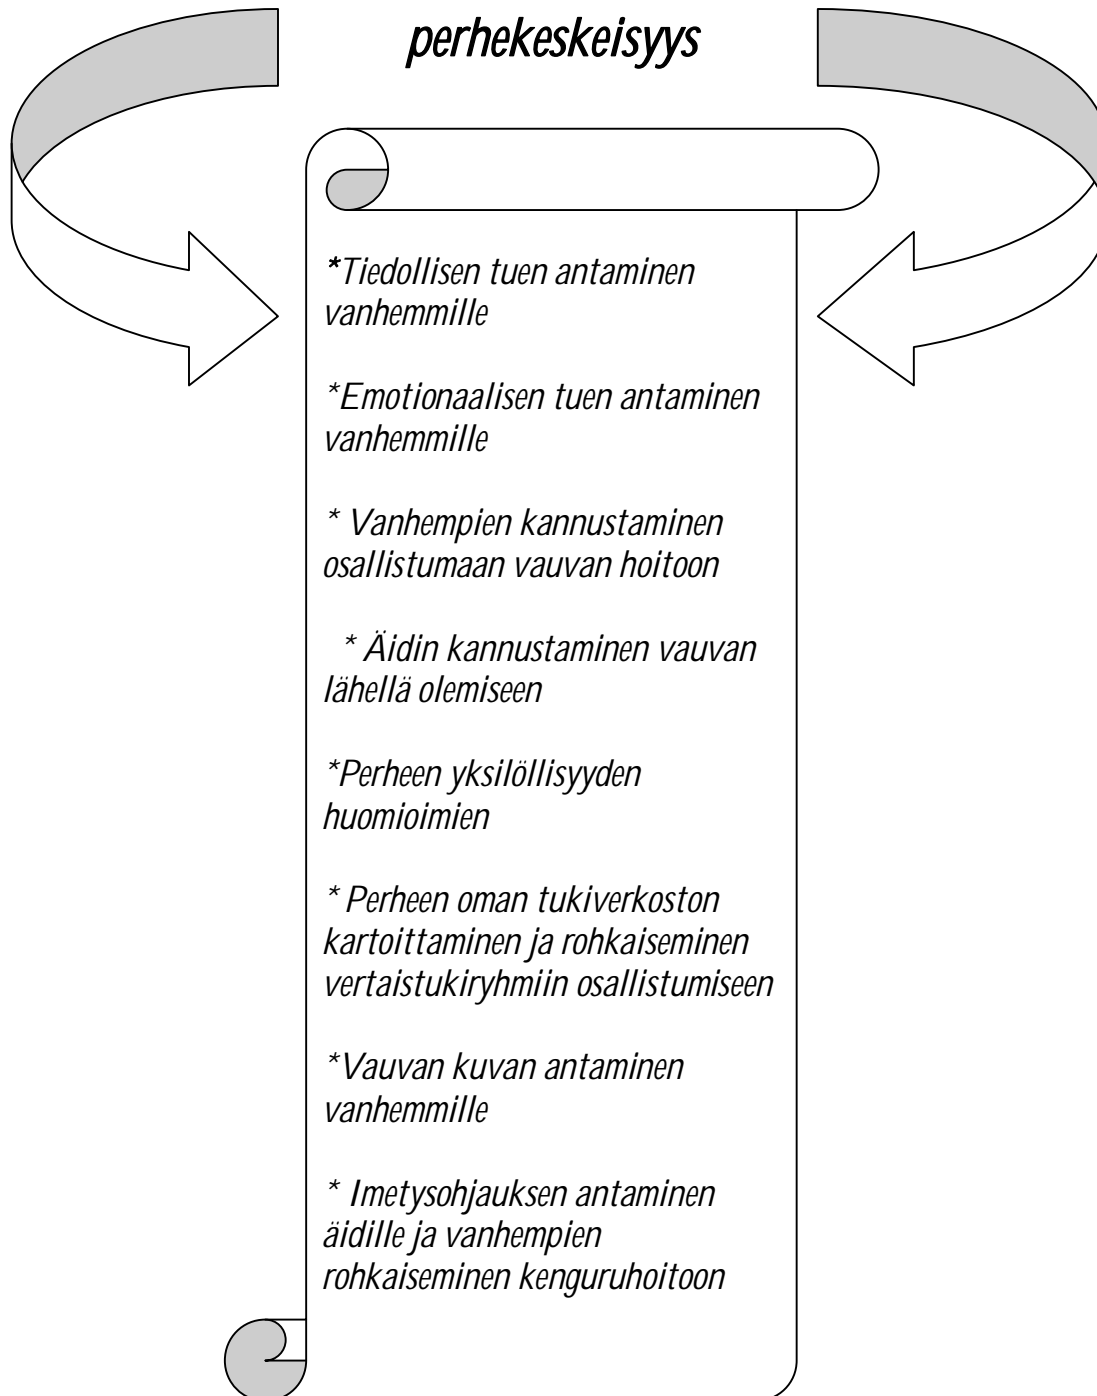 perhekeskeisyys
*Tiedollisen tuen antaminen
vanhemmille
*Emotionaalisen tuen antaminen
vanhemmille
* Vanhempien kannustaminen
osallistumaan vauvan hoitoon
* Äidin kannustaminen vauvan
lähellä olemiseen
*Perheen yksilöllisyyden
huomioimien
* Perheen oman tukiverkoston
kartoittaminen ja rohkaiseminen
vertaistukiryhmiin osallistumiseen
*Vauvan kuvan antaminen
vanhemmille
* Imetysohjauksen antaminen
äidille ja vanhempien
rohkaiseminen kenguruhoitoon